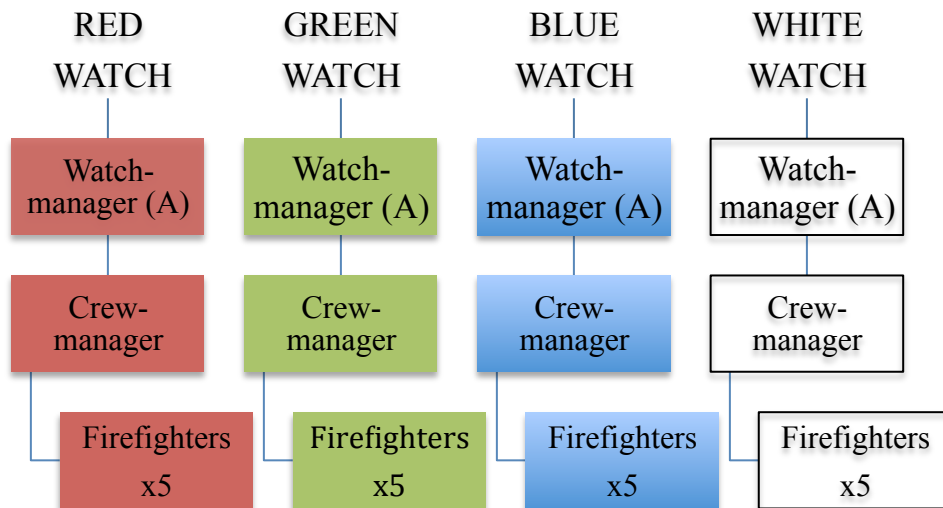 RED
WATCH
GREEN
WATCH
BLUE
WATCH
WHITE
WATCH
Watch-
manager (A)
Watch-
manager (A)
Watch-
manager (A)
Watch-
manager (A)
Crew-
manager
Crew-
manager
Crew-
manager
Crew-
manager
Firefighters
x5
Firefighters
x5
Firefighters
x5
Firefighters
x5